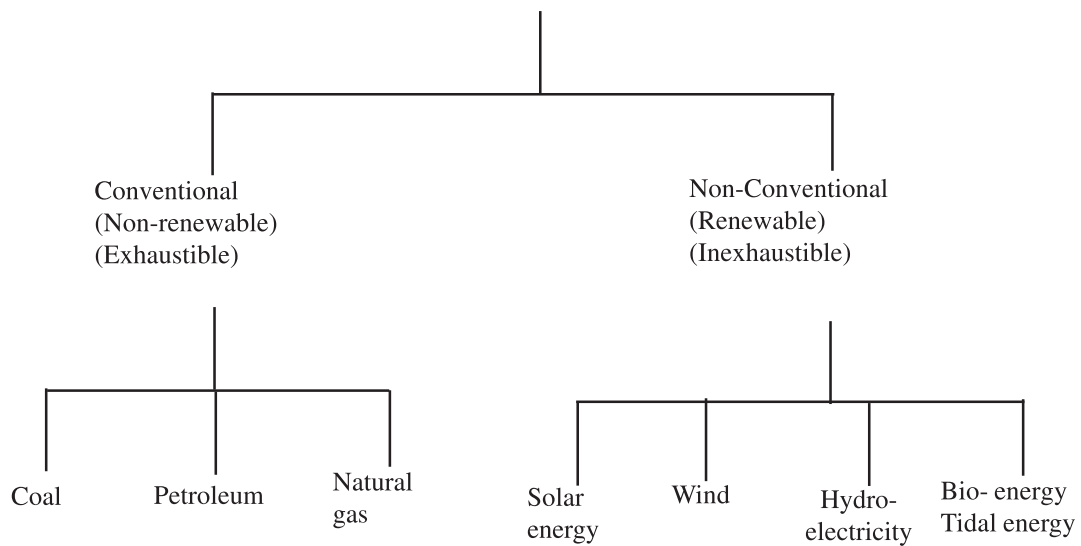 Conventional
(Non-renewable)
(Exhaustible)
Non-Conventional
(Renewable)
(Inexhaustible)
Coal
Petroleum
Natural
gas
Solar
energy
Wind
Hydro-
electricity
Bio- energy
Tidal energy